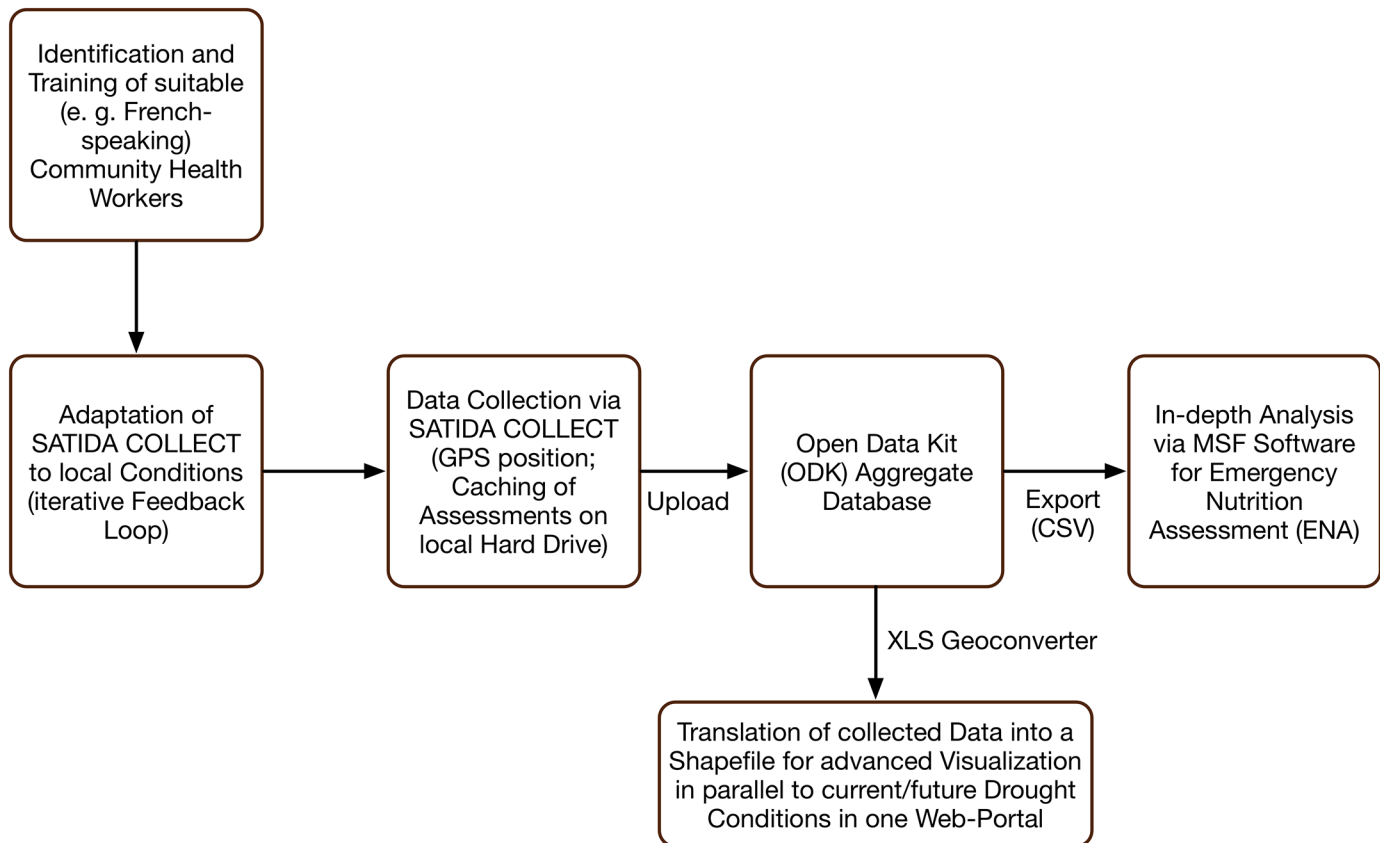 Identification and
Training of suitable
(e. g. French-
speaking)
Community Health
Workers
Adaptation of
SATIDA COLLECT
to local Conditions
(iterative Feedback
Loop)
Data Collection via
SATIDA COLLECT
(GPS position;
Caching of
Assessments on
local Hard Drive)
Upload
Open Data Kit
(ODK) Aggregate
Database
Export
(CSV)
In-depth Analysis
via MSF Software
for Emergency
Nutrition
Assessment (ENA)
XLS Geoconverter
Translation of collected Data into a
Shapefile for advanced Visualization
in parallel to current/future Drought
Conditions in one Web-Portal